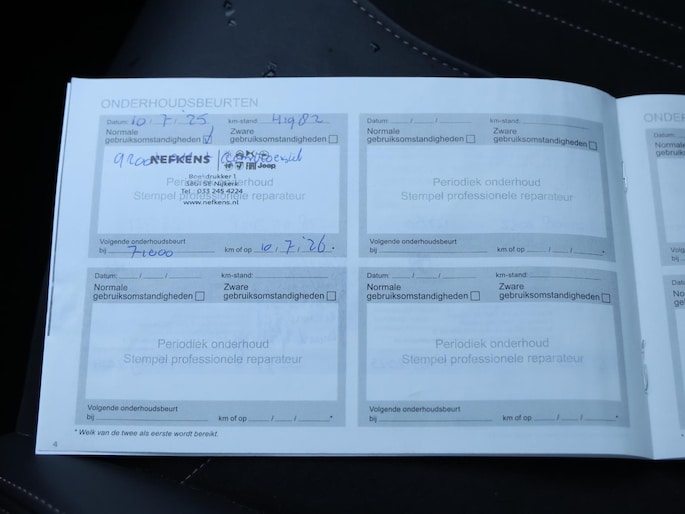 ONDERHOUDSBEURTEN
Datum: 10.7.'25 km-stand: 41982
Normale gebruiksomstandigheden Zware gebruiksomstandigheden
NEFKENS
Jeep
Periodiek onderhoud
3861 SE Nijkerk
Stempel professionele reparateur
Tel.: 033 245 4224
www.nefkens.nl
Volgende onderhoudsbeurt
bij 71000 km of op 10.7.'26.
Datum: / / km-stand:
Normale gebruiksomstandigheden Zware gebruiksomstandigheden
Periodiek onderhoud
Stempel professionele reparateur
Volgende onderhoudsbeurt
bij km of op / / *
Datum: / / km-stand:
Normale gebruiksomstandigheden Zware gebruiksomstandigheden
Periodiek onderhoud
Stempel professionele reparateur
Volgende onderhoudsbeurt
bij km of op / / *
Datum: / / km-stand:
Normale gebruiksomstandigheden Zware gebruiksomstandigheden
Periodiek onderhoud
Stempel professionele reparateur
Volgende onderhoudsbeurt
bij km of op / / *
* Welk van de twee als eerste wordt bereikt.
4